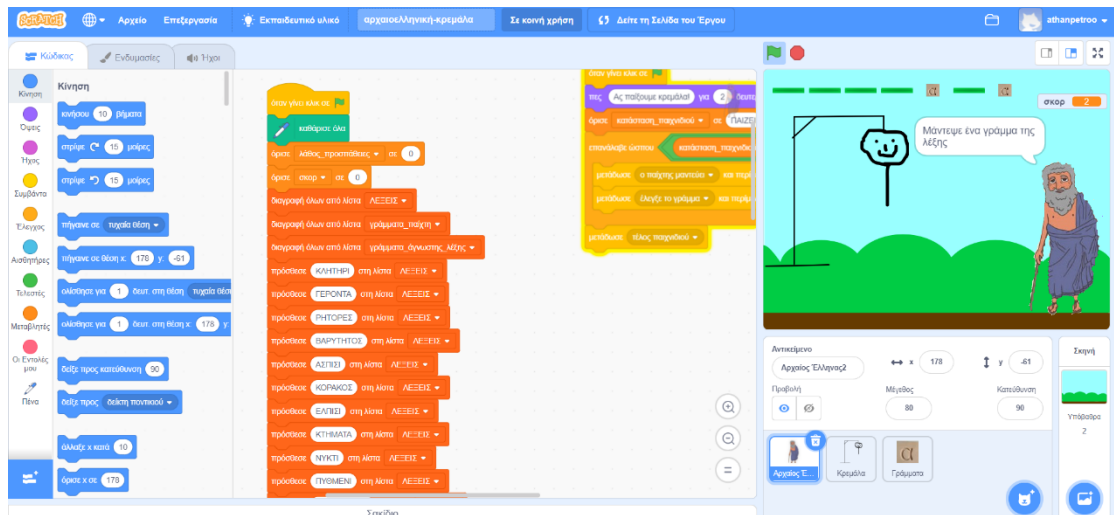 SCRATCH
Αρχείο Επεξεργασία Εκπαιδευτικό υλικό αρχαιοελληνική-κρεμάλα Σε κοινή χρήση Δείτε τη Σελίδα του Έργου athanpetroo
Κώδικας Ενδυμασίες Ήχοι
Κίνηση
Όψεις
Ήχος
Συμβάντα
Έλεγχος
Αισθητήρες
Τελεστές
Μεταβλητές
Οι Εντολές μου
Πένα
Κίνηση
κινήσου 10 βήματα
στρίψε 15 μοίρες
στρίψε 15 μοίρες
πήγαινε σε τυχαία θέση
πήγαινε σε θέση x: 178 y: -61
ολίσθησε για 1 δευτ. στη θέση τυχαία θέση
ολίσθησε για 1 δευτ. στη θέση x: 178 y:
δείξε προς κατεύθυνση 90
δείξε προς δείκτη ποντικιού
άλλαξε x κατά 10
όρισε x σε 178
όταν γίνει κλικ σε
καθάρισε όλα
όρισε λάθος_προσπάθειες σε 0
όρισε σκορ σε 0
διαγραφή όλων από λίστα ΛΕΞΕΙΣ
διαγραφή όλων από λίστα γράμματα_παίχτη
διαγραφή όλων από λίστα γράμματα_άγνωστης_λέξης
πρόσθεσε ΚΛΗΤΗΡΙ στη λίστα ΛΕΞΕΙΣ
πρόσθεσε ΓΕΡΟΝΤΑ στη λίστα ΛΕΞΕΙΣ
πρόσθεσε ΡΗΤΟΡΕΣ στη λίστα ΛΕΞΕΙΣ
πρόσθεσε ΒΑΡΥΤΗΤΟΣ στη λίστα ΛΕΞΕΙΣ
πρόσθεσε ΑΣΠΙΣΙ στη λίστα ΛΕΞΕΙΣ
πρόσθεσε ΚΟΡΑΚΟΣ στη λίστα ΛΕΞΕΙΣ
πρόσθεσε ΕΛΠΙΣΙ στη λίστα ΛΕΞΕΙΣ
πρόσθεσε ΚΤΗΜΑΤΑ στη λίστα ΛΕΞΕΙΣ
πρόσθεσε ΝΥΚΤΙ στη λίστα ΛΕΞΕΙΣ
πρόσθεσε ΠΥΘΜΕΝΙ στη λίστα ΛΕΞΕΙΣ
όταν γίνει κλικ σε
πες Ας παίξουμε κρεμάλα! για 2
όρισε κατάσταση_παιχνιδιού σε
επανάλαβε ώσπου
μετάδωσε ο παίχτης μαντεύει και
μετάδωσε έλεγξε το γράμμα και
μετάδωσε τέλος παιχνιδιού
Σακίδιο
α α
σκορ 2
Μάντεψε ένα γράμμα της
λέξης
Αντικείμενο
Αρχαίος Έλληνας2 x 178 y -61
Προβολή Μέγεθος Κατεύθυνση
80 90
Αρχαίος Έ... Κρεμάλα Γράμματα
Σκηνή
Υπόβαθρα
2